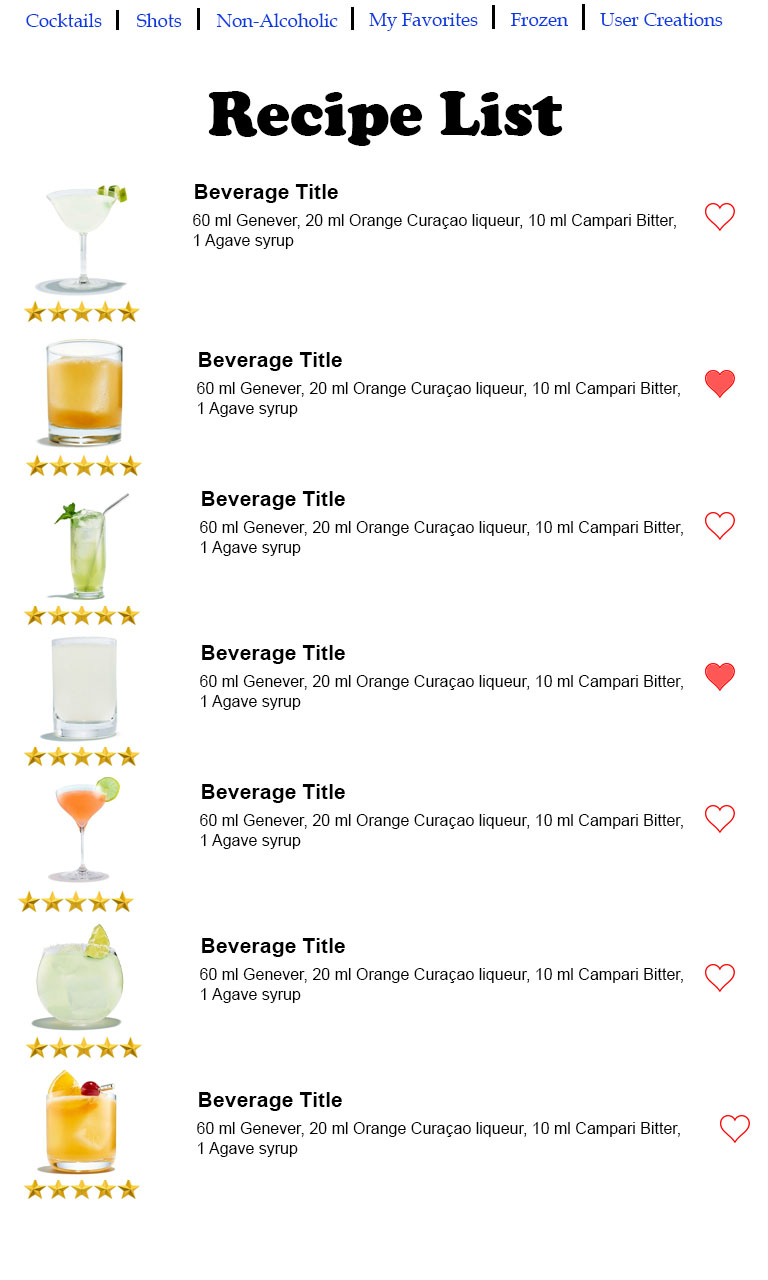 Cocktails | Shots | Non-Alcoholic | My Favorites | Frozen | User Creations
Recipe List
Beverage Title
60 ml Genever, 20 ml Orange Curaçao liqueur, 10 ml Campari Bitter,
1 Agave syrup
Beverage Title
60 ml Genever, 20 ml Orange Curaçao liqueur, 10 ml Campari Bitter,
1 Agave syrup
Beverage Title
60 ml Genever, 20 ml Orange Curaçao liqueur, 10 ml Campari Bitter,
1 Agave syrup
Beverage Title
60 ml Genever, 20 ml Orange Curaçao liqueur, 10 ml Campari Bitter,
1 Agave syrup
Beverage Title
60 ml Genever, 20 ml Orange Curaçao liqueur, 10 ml Campari Bitter,
1 Agave syrup
Beverage Title
60 ml Genever, 20 ml Orange Curaçao liqueur, 10 ml Campari Bitter,
1 Agave syrup
Beverage Title
60 ml Genever, 20 ml Orange Curaçao liqueur, 10 ml Campari Bitter,
1 Agave syrup